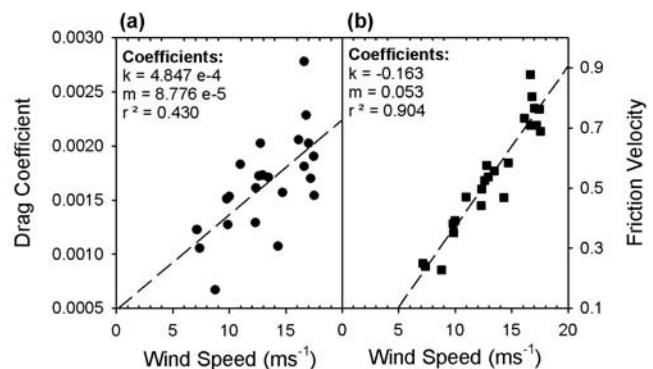 (a)
(b)
0.0030
0.0025
0.0020
0.0015
0.0010
0.0005
Drag Coefficient
Coefficients:
k = 4.847 e-4
m = 8.776 e-5
r ² = 0.430
0
5
10
15
Wind Speed (ms⁻¹)
Coefficients:
k = -0.163
m = 0.053
r ² = 0.904
0
5
10
15
20
Wind Speed (ms⁻¹)
0.9
0.7
0.5
0.3
0.1
Friction Velocity